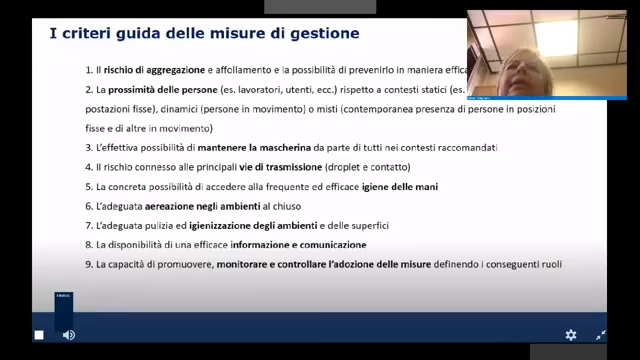 I criteri guida delle misure di gestione
1. Il rischio di aggregazione e affollamento e la possibilità di prevenirlo in maniera effica
2. La prossimità delle persone (es. lavoratori, utenti, ecc.) rispetto a contesti statici (es.
postazioni fisse), dinamici (persone in movimento) o misti (contemporanea presenza di persone in posizioni
fisse e di altre in movimento)
3. L'effettiva possibilità di mantenere la mascherina da parte di tutti nei contesti raccomandati
4. Il rischio connesso alle principali vie di trasmissione (droplet e contatto)
5. La concreta possibilità di accedere alla frequente ed efficace igiene delle mani
6. L'adeguata aereazione negli ambienti al chiuso
7. L'adeguata pulizia ed igienizzazione degli ambienti e delle superfici
8. La disponibilità di una efficace informazione e comunicazione
9. La capacità di promuovere, monitorare e controllare l'adozione delle misure definendo i conseguenti ruoli